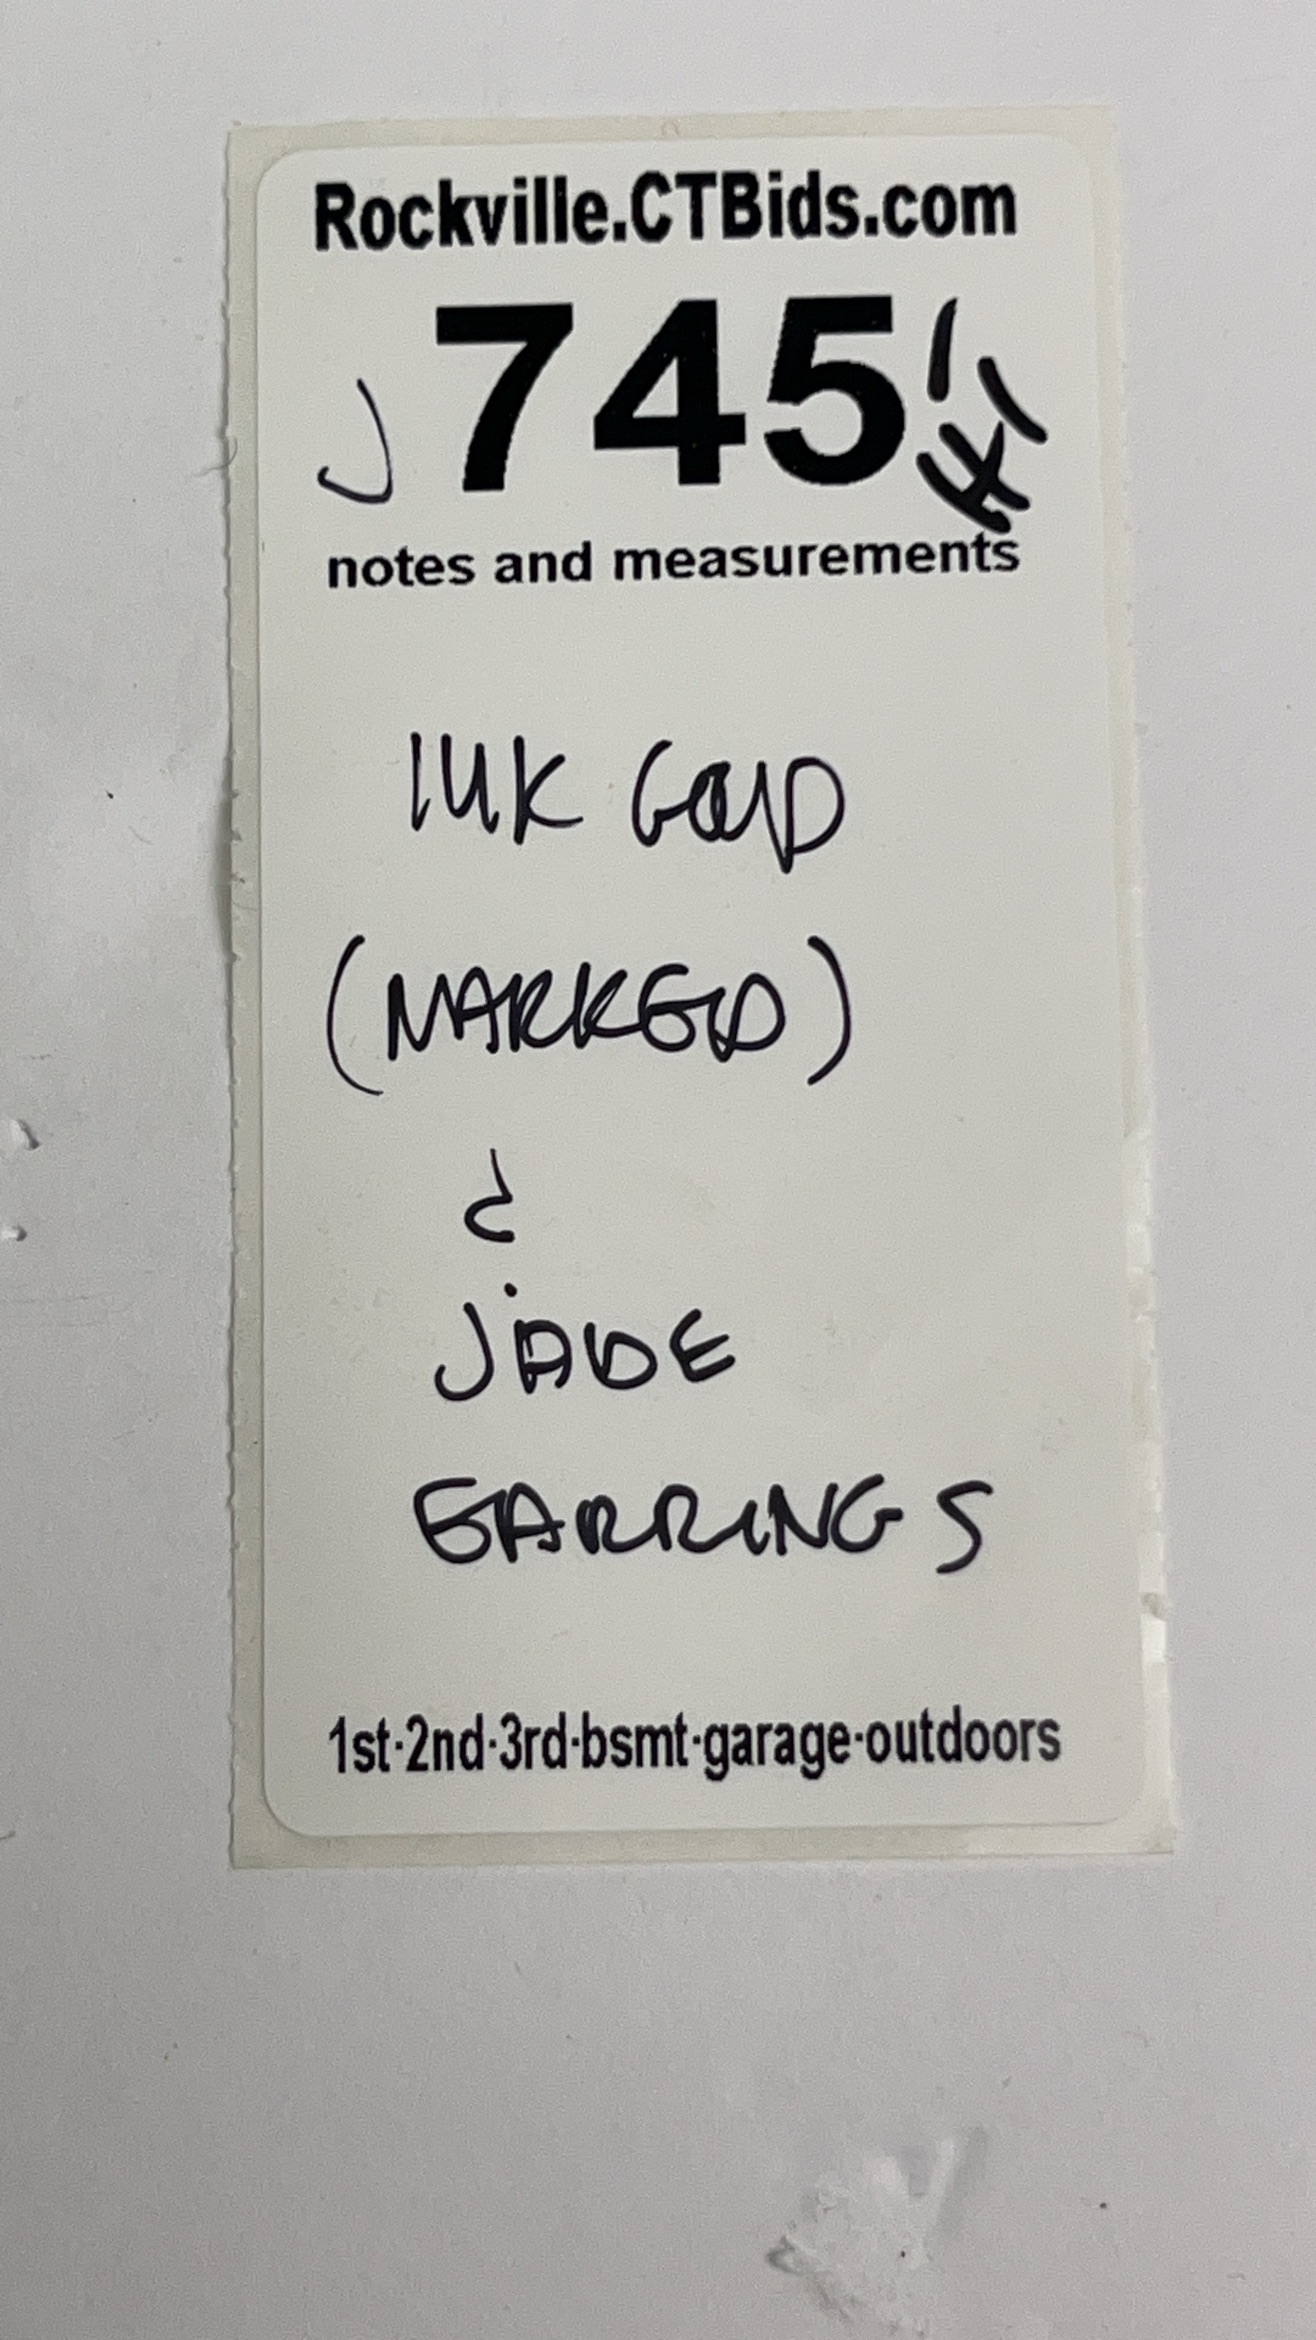 Rockville.CTBids.com
J 745
notes and measurements
14K GOLD
(MARKED)
&
JADE
EARRINGS
1st·2nd·3rd·bsmt·garage·outdoors